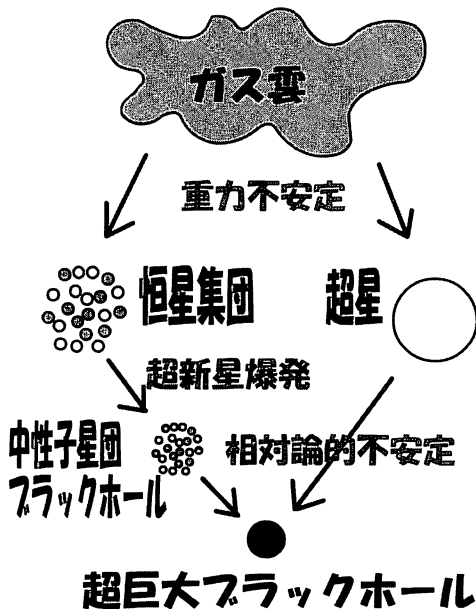 ガス雲
重力不安定
恒星集団
超星
超新星爆発
中性子星団
ブラックホール
相対論的不安定
超巨大ブラックホール